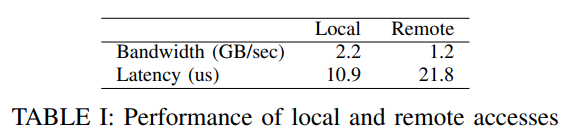 Local Remote
Bandwidth (GB/sec) 2.2 1.2
Latency (us) 10.9 21.8
TABLE I: Performance of local and remote accesses